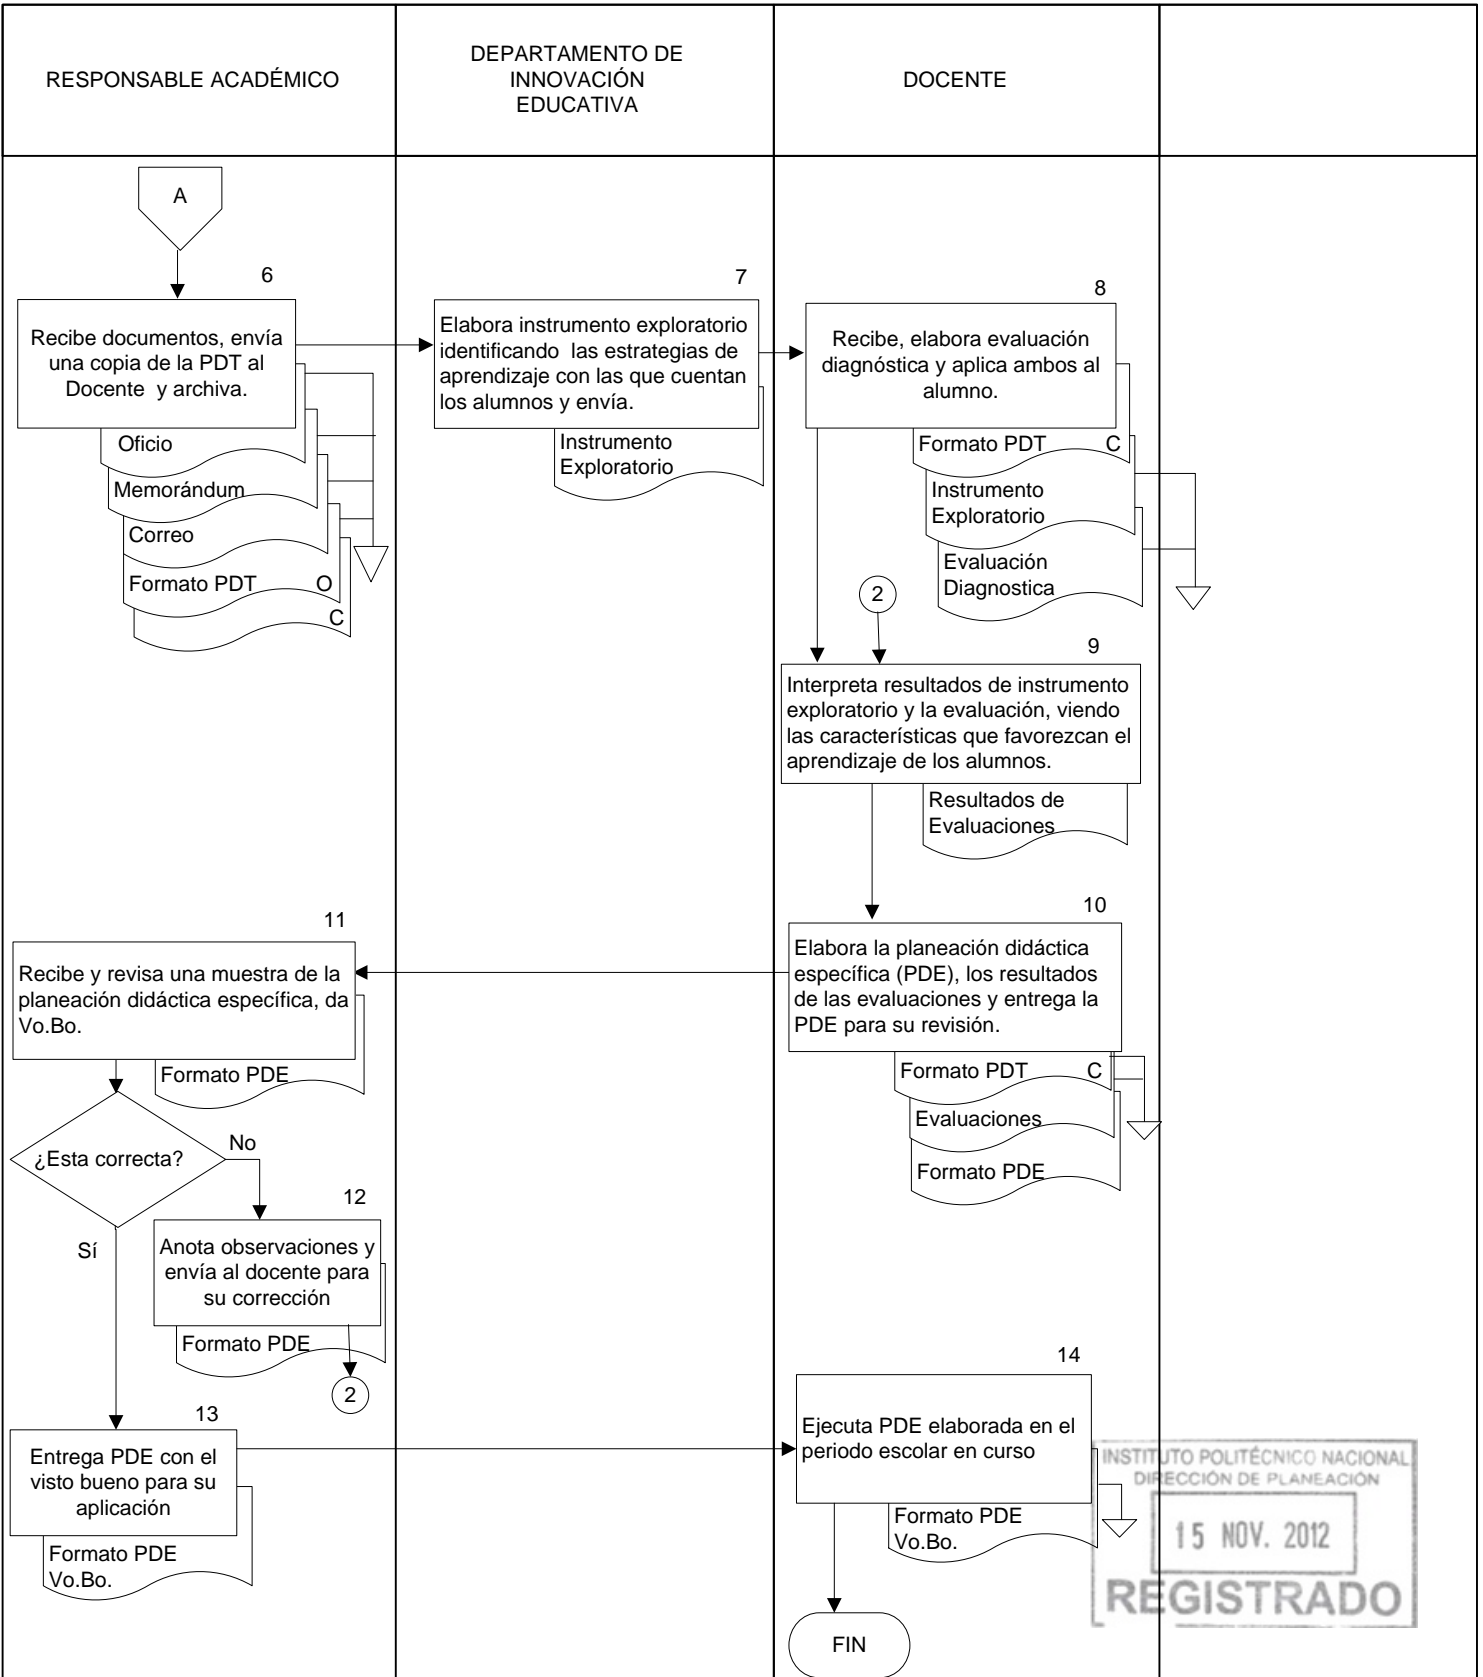 RESPONSABLE ACADÉMICO
DEPARTAMENTO DE
INNOVACIÓN
EDUCATIVA
DOCENTE
A
6
Recibe documentos, envía
una copia de la PDT al
Docente y archiva.
Oficio
Memorándum
Correo
Formato PDT O
C
7
Elabora instrumento exploratorio
identificando las estrategias de
aprendizaje con las que cuentan
los alumnos y envía.
Instrumento
Exploratorio
8
Recibe, elabora evaluación
diagnóstica y aplica ambos al
alumno.
Formato PDT C
Instrumento
Exploratorio
Evaluación
Diagnostica
2
9
Interpreta resultados de instrumento
exploratorio y la evaluación, viendo
las características que favorezcan el
aprendizaje de los alumnos.
Resultados de
Evaluaciones
10
Elabora la planeación didáctica
específica (PDE), los resultados
de las evaluaciones y entrega la
PDE para su revisión.
Formato PDT C
Evaluaciones
Formato PDE
11
Recibe y revisa una muestra de la
planeación didáctica específica, da
Vo.Bo.
Formato PDE
¿Esta correcta?
No
Sí
12
Anota observaciones y
envía al docente para
su corrección
Formato PDE
2
13
Entrega PDE con el
visto bueno para su
aplicación
Formato PDE
Vo.Bo.
14
Ejecuta PDE elaborada en el
periodo escolar en curso
Formato PDE
Vo.Bo.
FIN
INSTITUTO POLITÉCNICO NACIONAL
DIRECCIÓN DE PLANEACIÓN
15 NOV. 2012
REGISTRADO